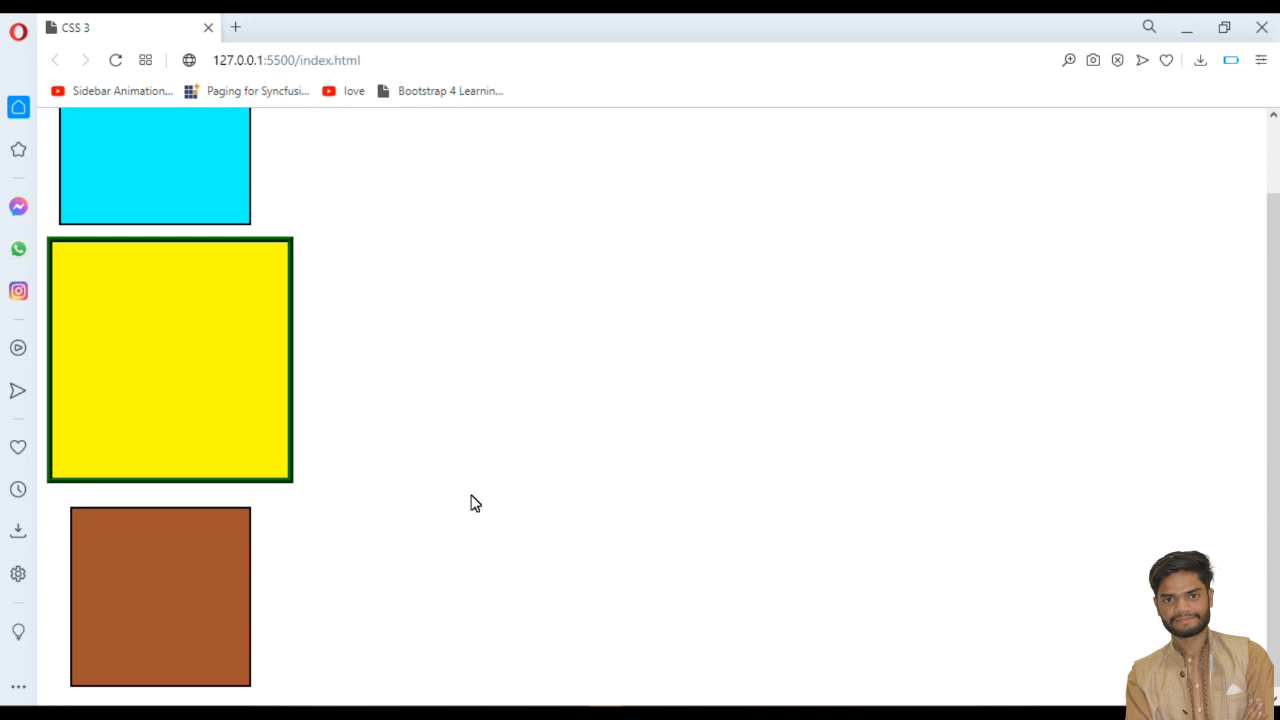 CSS 3
127.0.0.1:5500/index.html
Sidebar Animation... Paging for Syncfusi... love Bootstrap 4 Learnin...